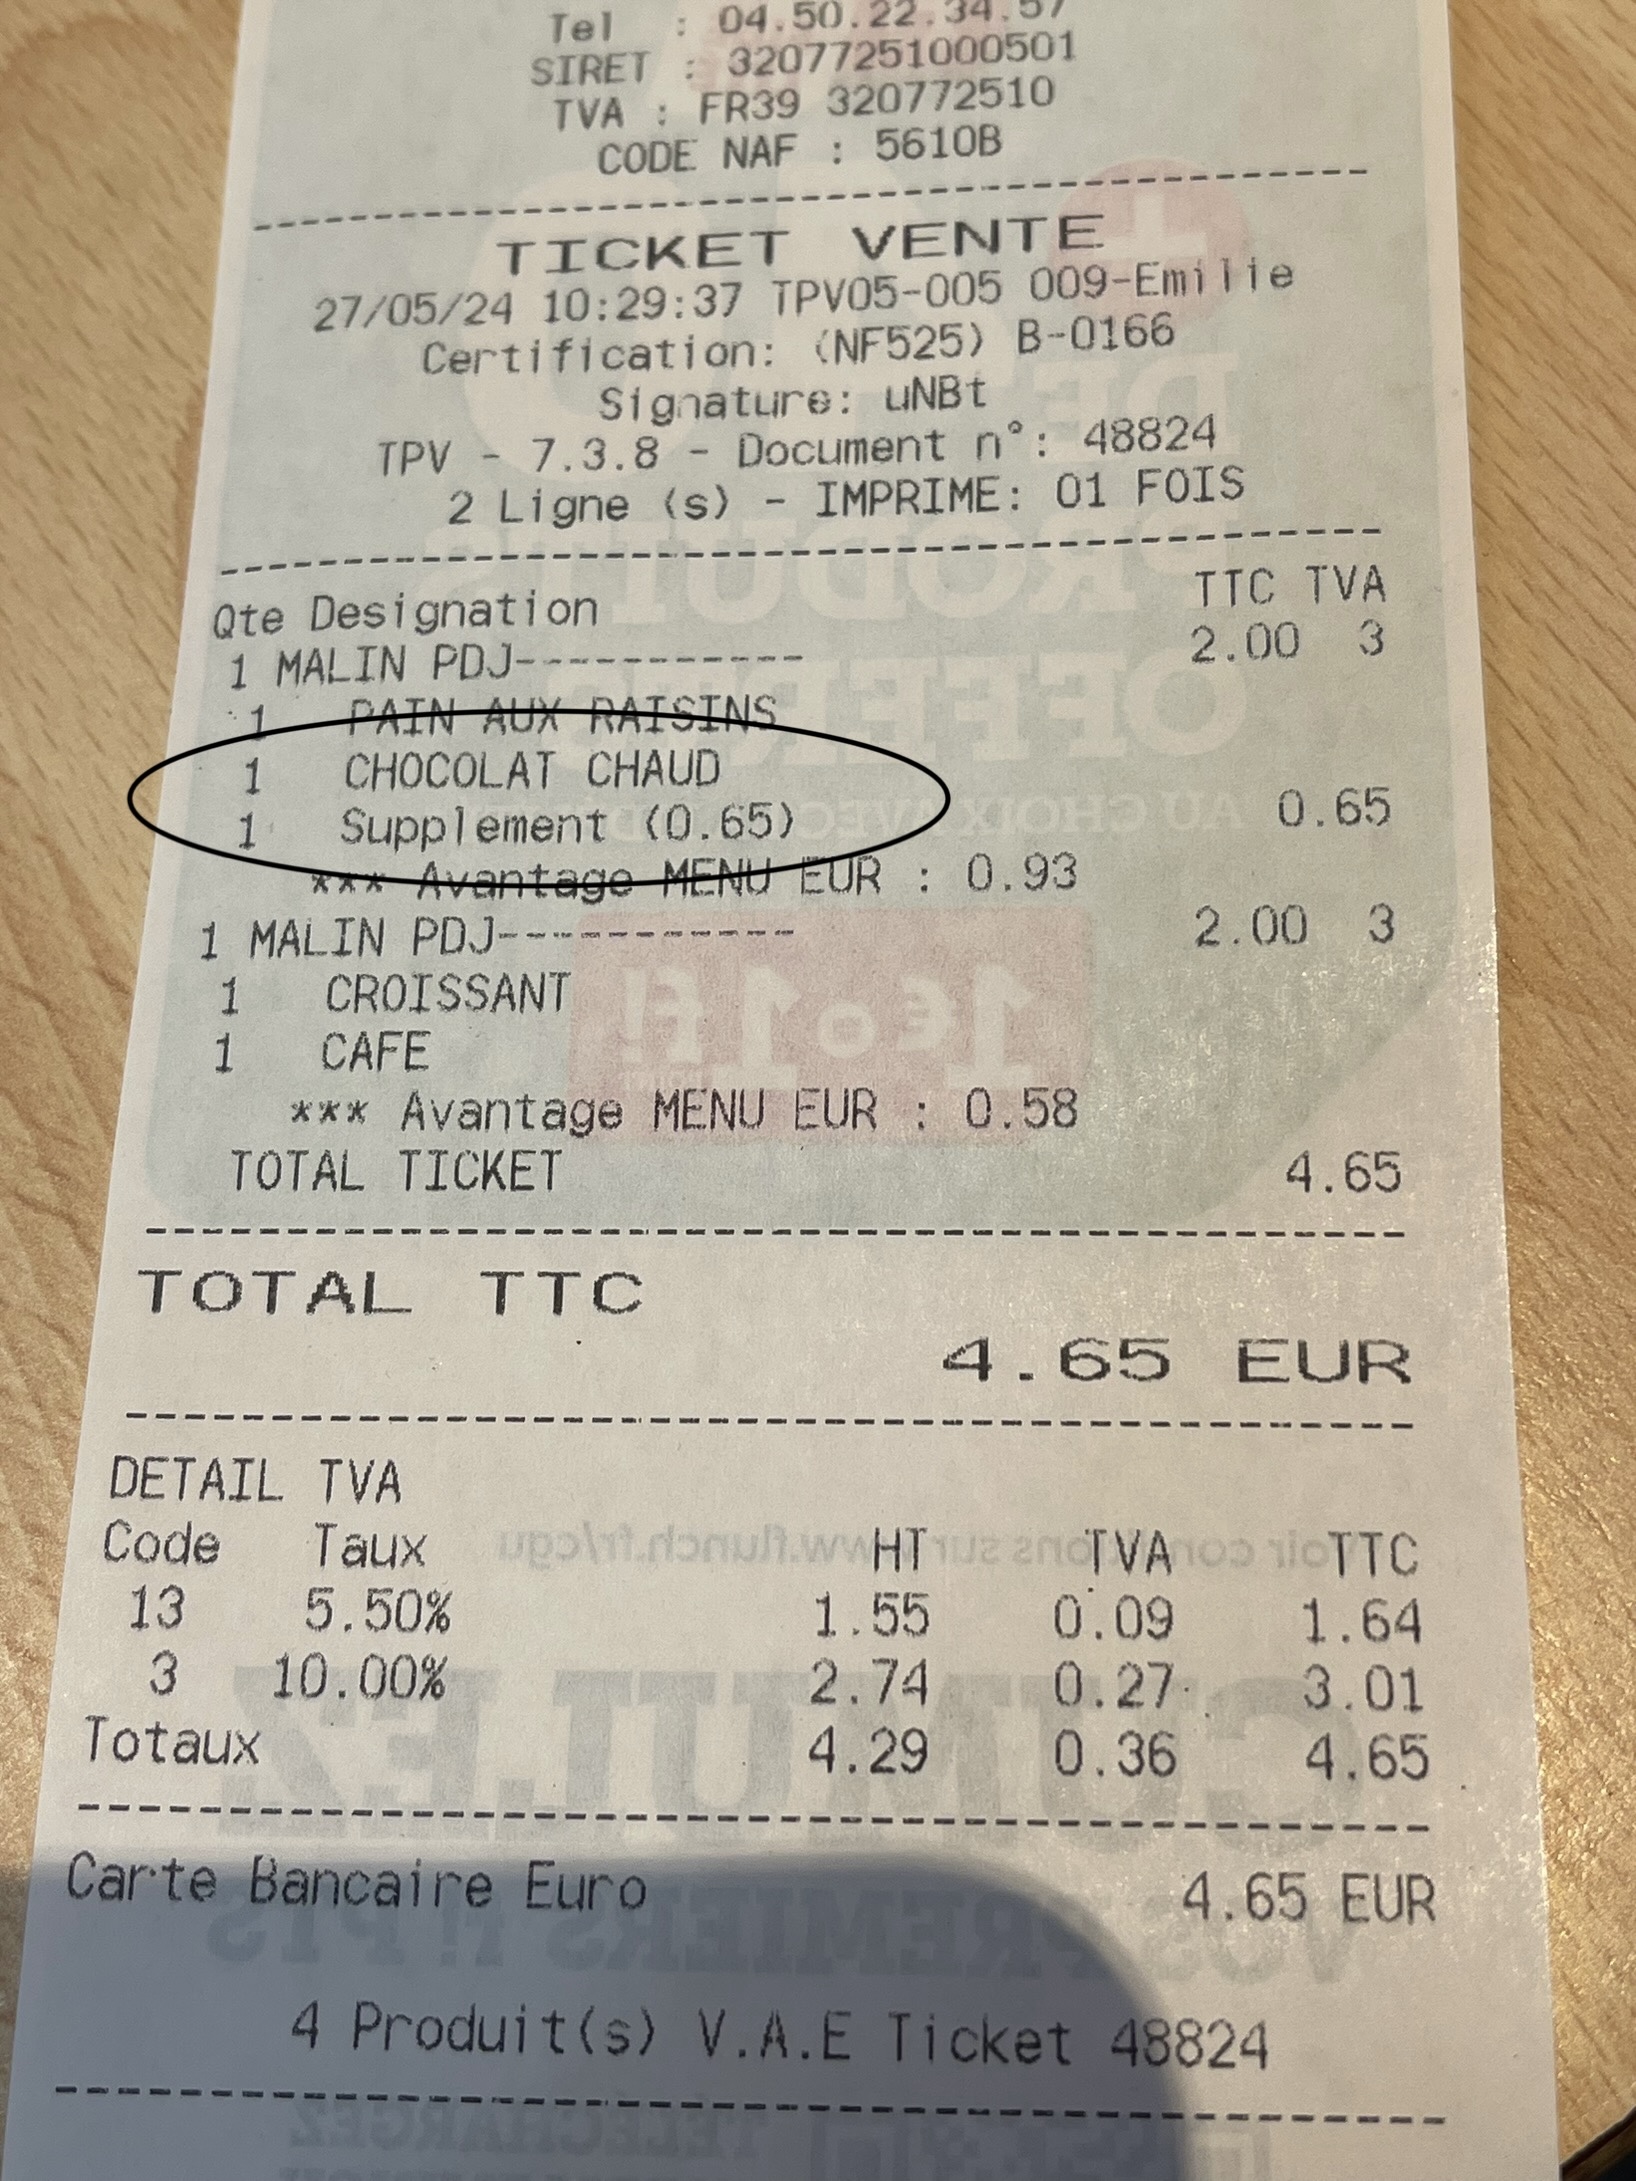 Tel : 04.50.22.34.57
SIRET : 32077251000501
TVA : FR39 320772510
CODE NAF : 5610B
TICKET VENTE
27/05/24 10:29:37 TPV05-005 009-Emilie
Certification: (NF525) B-0166
Signature: uNBt
TPV - 7.3.8 - Document n°: 48824
2 Ligne (s) - IMPRIME: 01 FOIS
Qte Designation TTC TVA
1 MALIN PDJ----------- 2.00 3
1 PAIN AUX RAISINS
1 CHOCOLAT CHAUD
1 Supplement (0.65) 0.65
*** Avantage MENU EUR : 0.93
1 MALIN PDJ----------- 2.00 3
1 CROISSANT
1 CAFE
*** Avantage MENU EUR : 0.58
TOTAL TICKET 4.65
TOTAL TTC
4.65 EUR
DETAIL TVA
Code Taux HT TVA TTC
13 5.50% 1.55 0.09 1.64
3 10.00% 2.74 0.27 3.01
Totaux 4.29 0.36 4.65
Carte Bancaire Euro 4.65 EUR
4 Produit(s) V.A.E Ticket 48824